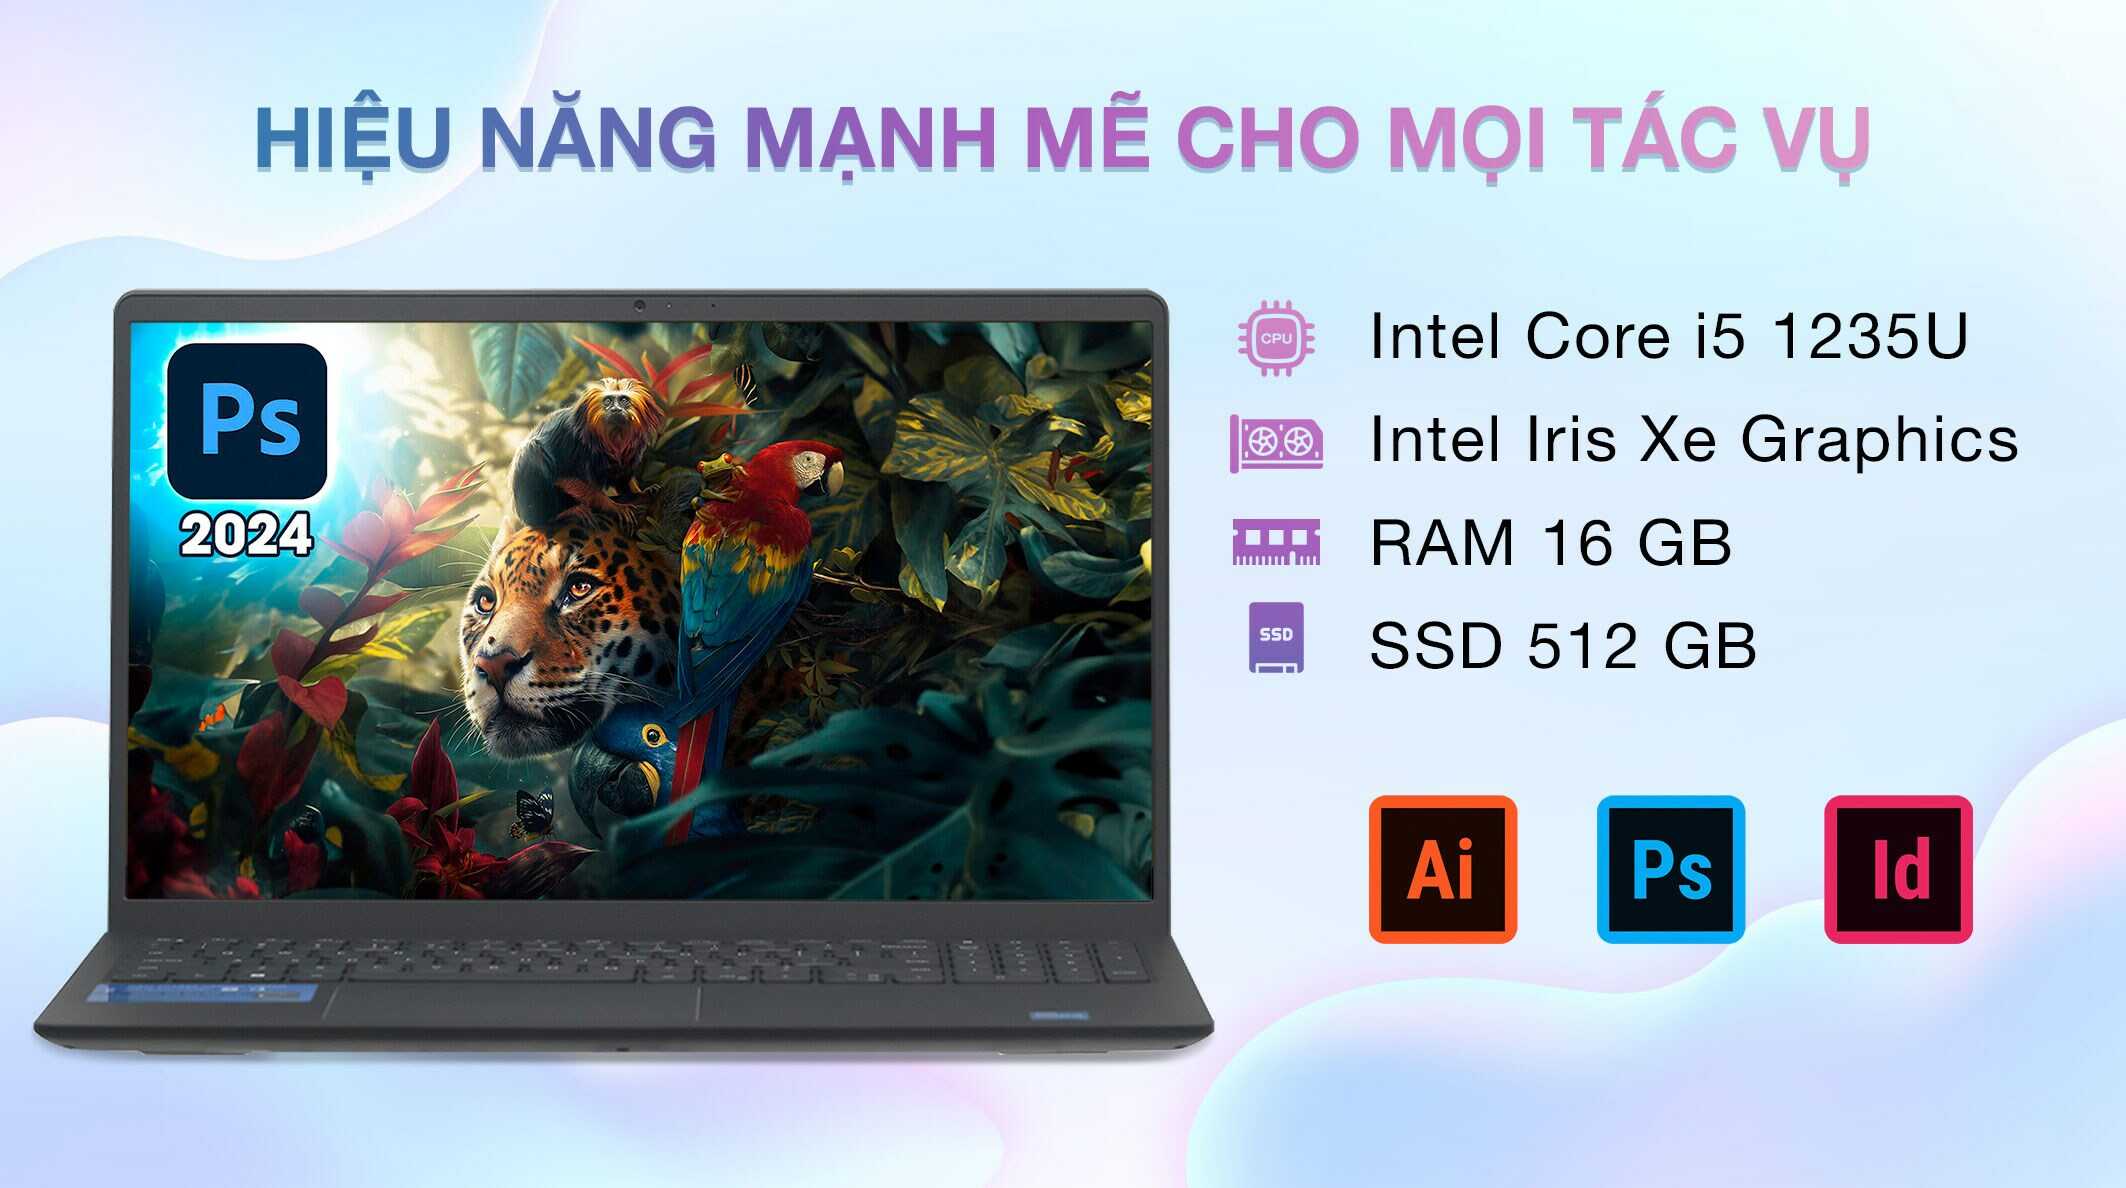 HIỆU NĂNG MẠNH MẼ CHO MỌI TÁC VỤ
Ps
2024
CPU
Intel Core i5 1235U
Intel Iris Xe Graphics
RAM 16 GB
SSD
SSD 512 GB
Ai
Ps
Id